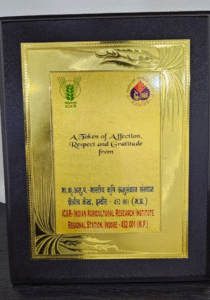 A Token of Affection,
Respect and Gratitude
from
भा.कृ.अनु.प.-भारतीय कृषि अनुसंधान संस्थान
क्षेत्रीय केन्द्र, इन्दौर - 452 001 (म.प्र.)
ICAR- INDIAN AGRICULTURAL RESEARCH INSTITUTE
REGIONAL STATION, INDORE - 452 001 (M.P.)